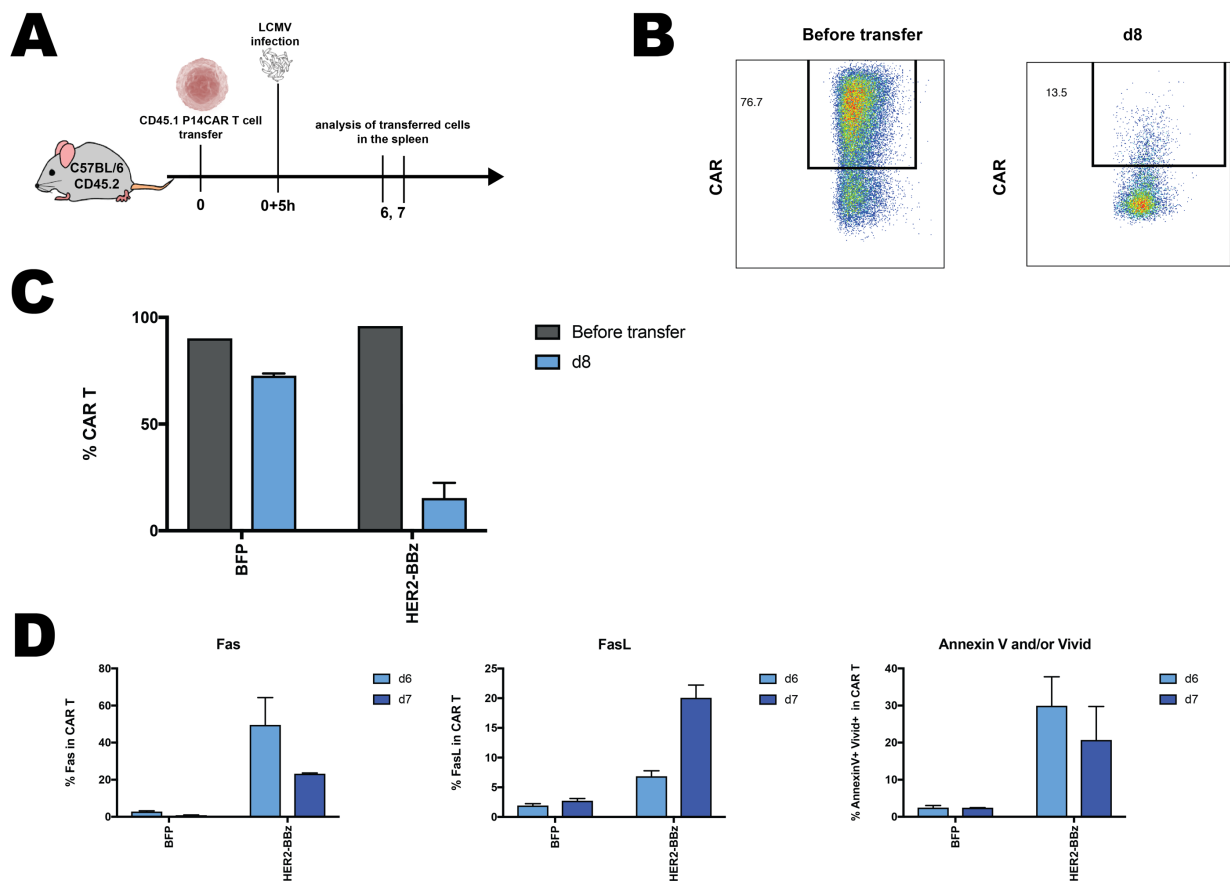 A
LCMV
infection
CD45.1 P14CAR T cell
transfer
analysis of transferred cells
in the spleen
C57BL/6
CD45.2
0
0+5h
6, 7
B
Before transfer
d8
76.7
13.5
CAR
CAR
C
100
50
0
% CAR T
BFP
HER2-BBz
Before transfer
d8
D
Fas
80
60
40
20
0
% Fas in CAR T
BFP
HER2-BBz
d6
d7
FasL
25
20
15
10
5
0
% FasL in CAR T
BFP
HER2-BBz
d6
d7
Annexin V and/or Vivid
40
30
20
10
0
% AnnexinV+ Vivid+ in CAR T
BFP
HER2-BBz
d6
d7